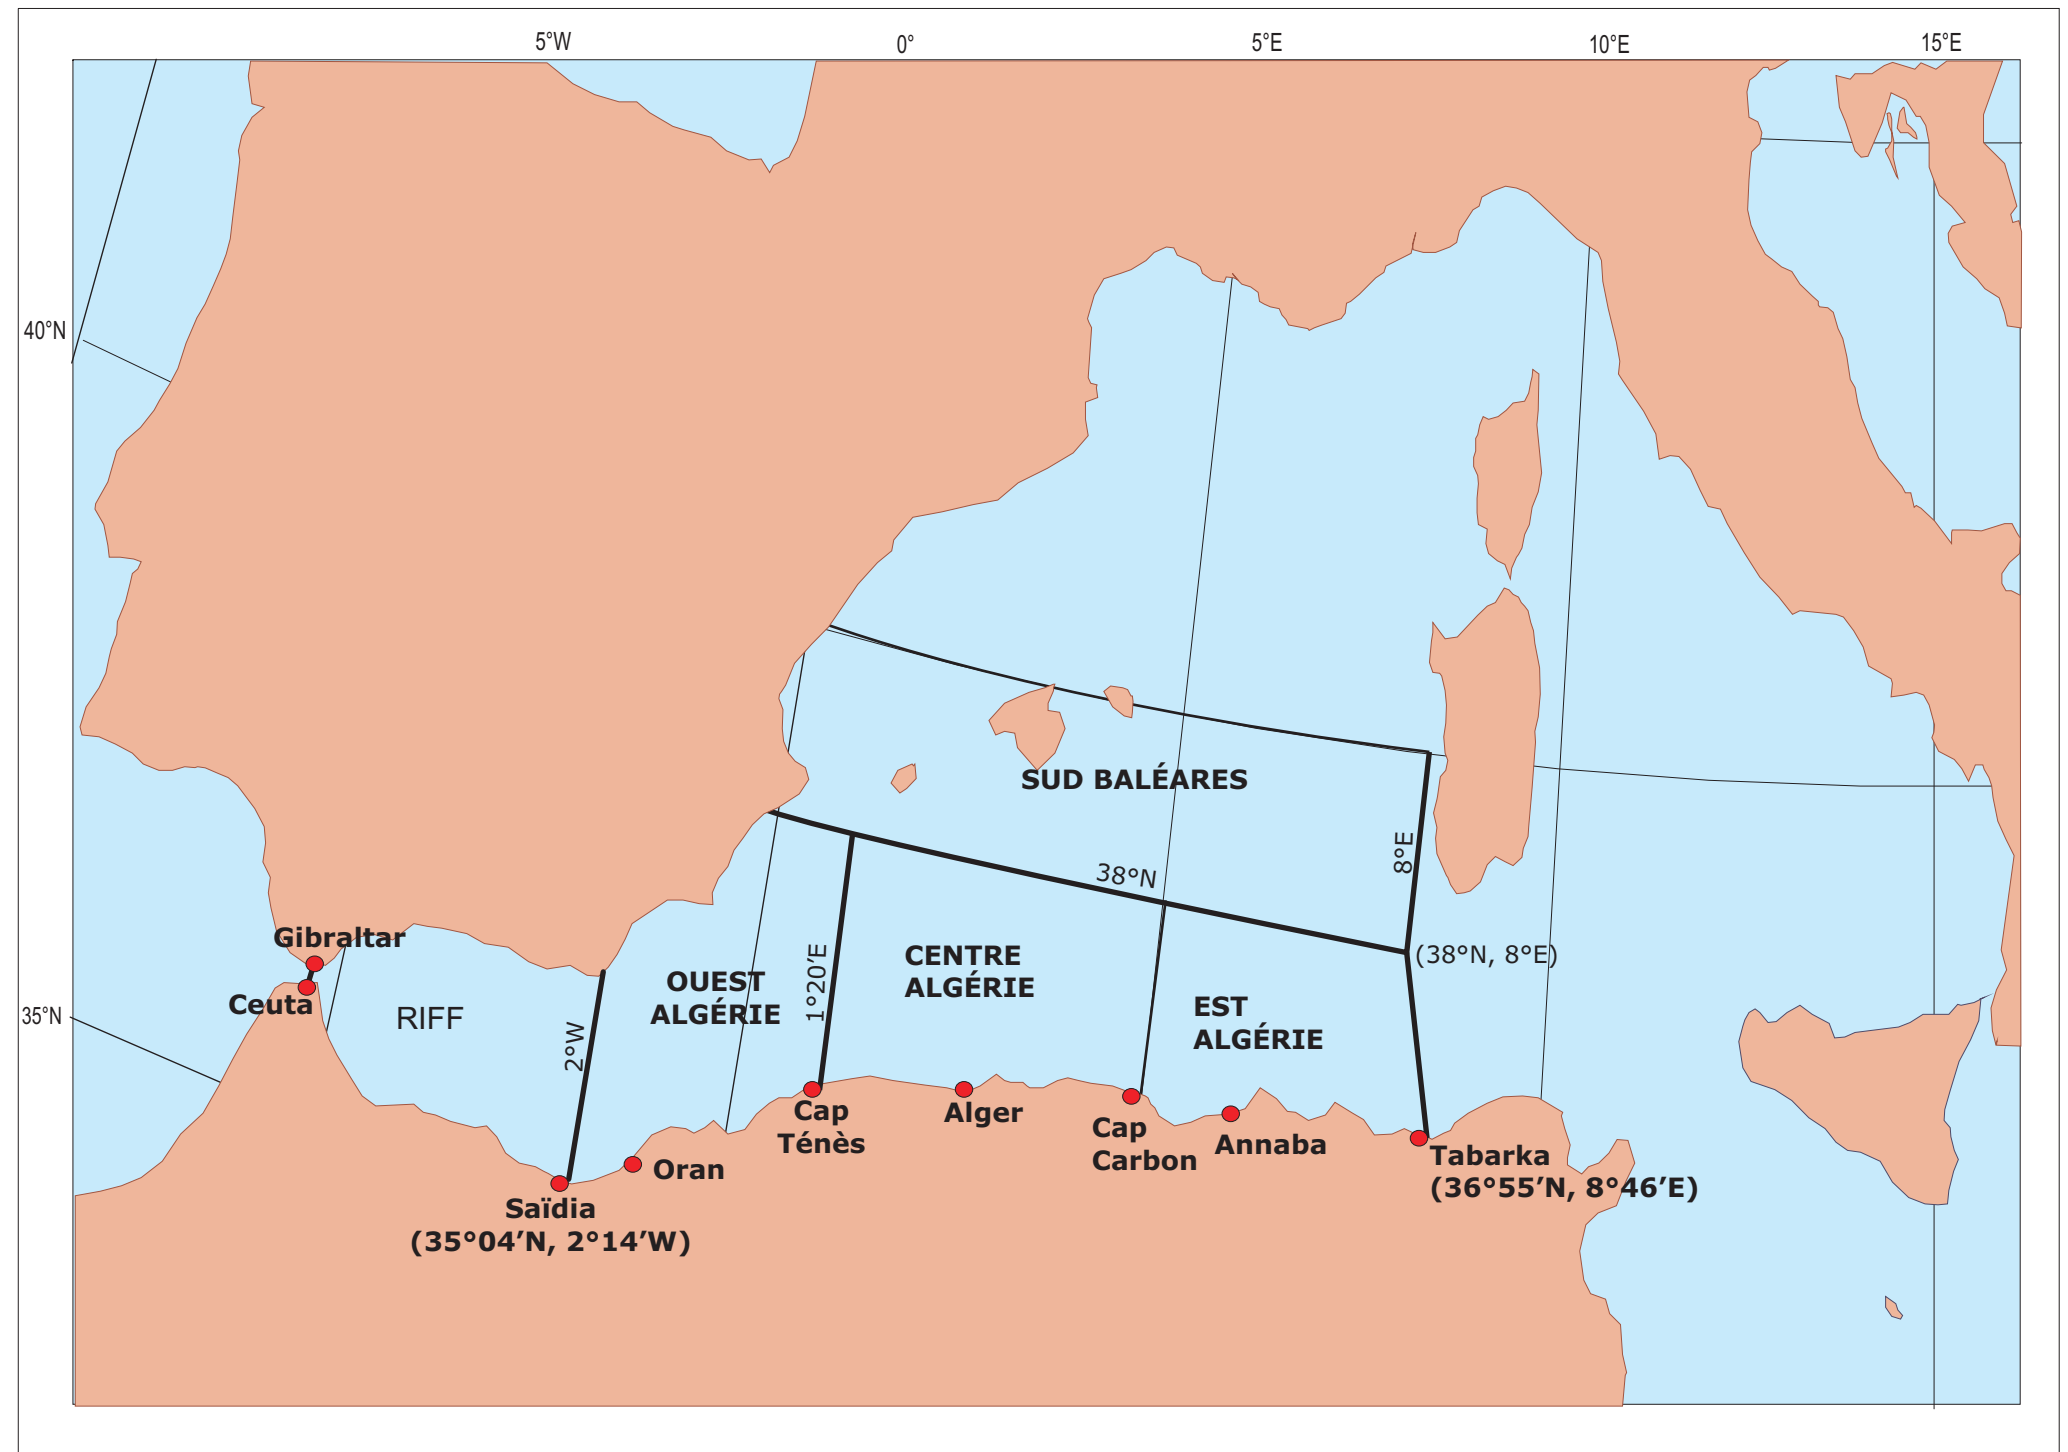 5°W
0°
5°E
10°E
15°E
40°N
35°N
SUD BALÉARES
8°E
38°N
(38°N, 8°E)
Gibraltar
Ceuta
RIFF
2°W
OUEST
ALGÉRIE
1°20′E
CENTRE
ALGÉRIE
EST
ALGÉRIE
Cap
Ténès
Alger
Cap
Carbon
Annaba
Tabarka
(36°55′N, 8°46′E)
Oran
Saïdia
(35°04′N, 2°14′W)